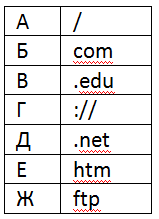 А /
Б com
В .edu
Г ://
Д .net
Е htm
Ж ftp